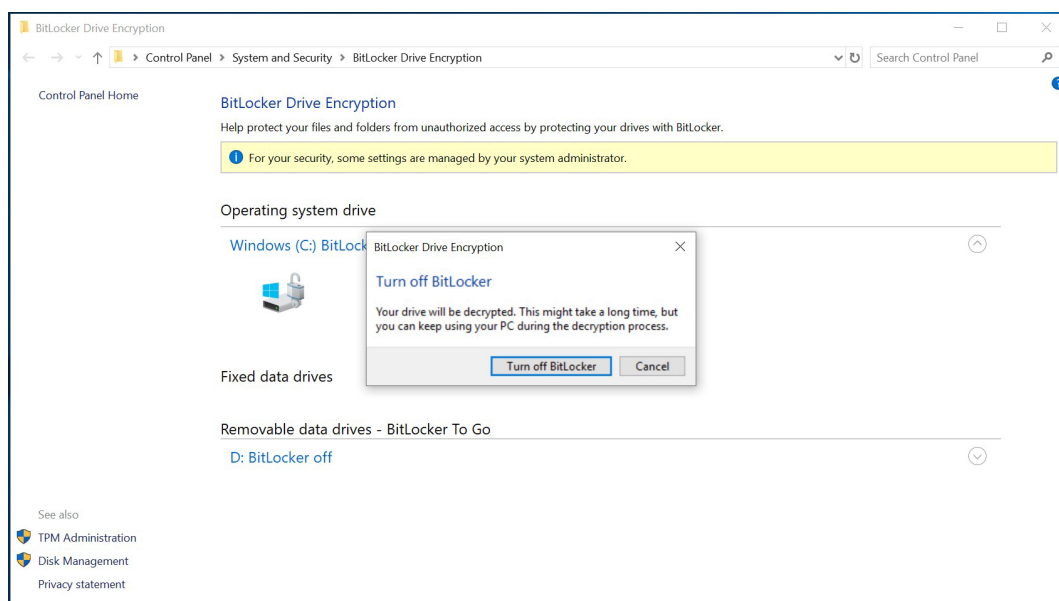 BitLocker Drive Encryption
Control Panel > System and Security > BitLocker Drive Encryption
Search Control Panel
Control Panel Home
BitLocker Drive Encryption
Help protect your files and folders from unauthorized access by protecting your drives with BitLocker.
For your security, some settings are managed by your system administrator.
Operating system drive
Windows (C:) BitLock
BitLocker Drive Encryption
Turn off BitLocker
Your drive will be decrypted. This might take a long time, but
you can keep using your PC during the decryption process.
Turn off BitLocker
Cancel
Fixed data drives
Removable data drives - BitLocker To Go
D: BitLocker off
See also
TPM Administration
Disk Management
Privacy statement